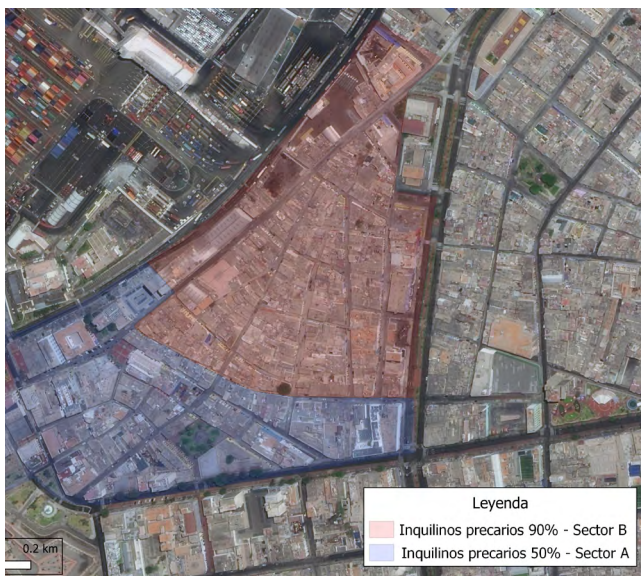 0.2 km
Leyenda
Inquilinos precarios 90% - Sector B
Inquilinos precarios 50% - Sector A